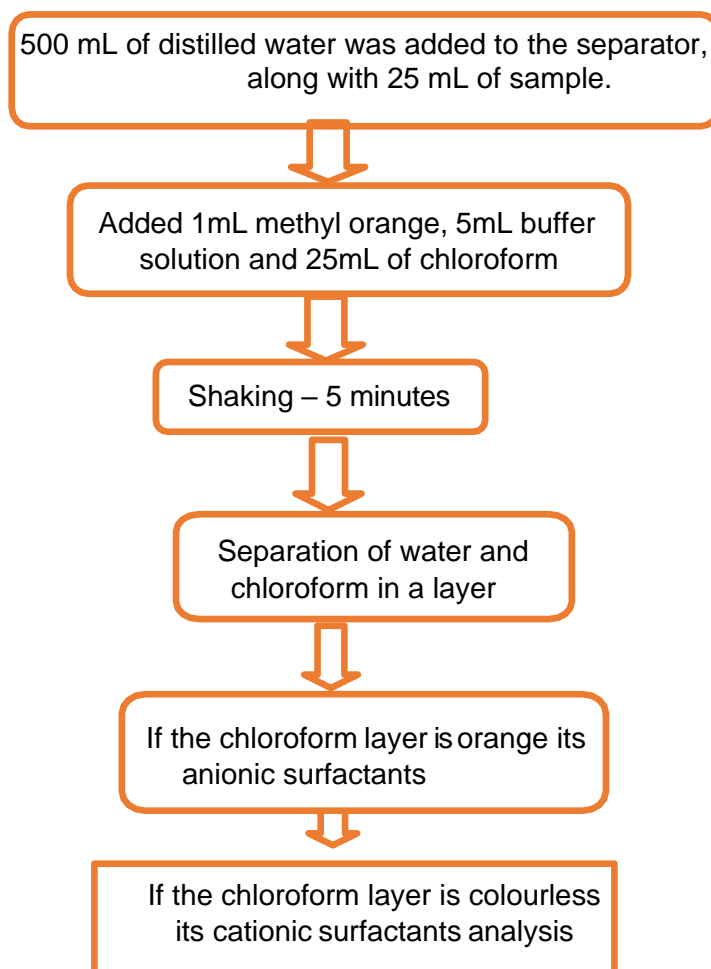 500 mL of distilled water was added to the separator,
along with 25 mL of sample.
Added 1mL methyl orange, 5mL buffer
solution and 25mL of chloroform
Shaking – 5 minutes
Separation of water and
chloroform in a layer
If the chloroform layer is orange its
anionic surfactants
If the chloroform layer is colourless
its cationic surfactants analysis